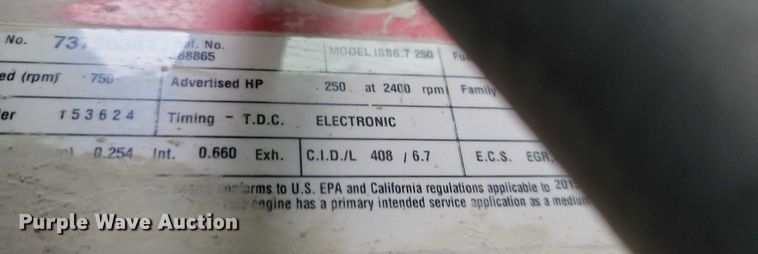 No. 73 st. No.
88865
MODEL ISB6.7 250
ed (rpm) 750 Advertised HP 250 at 2400 rpm Family
er 153624 Timing - T.D.C. ELECTRONIC
0.254 Int. 0.660 Exh. C.I.D./L 408 / 6.7 E.C.S. EGR,
conforms to U.S. EPA and California regulations applicable to 201
engine has a primary intended service application as a medium
Purple Wave Auction